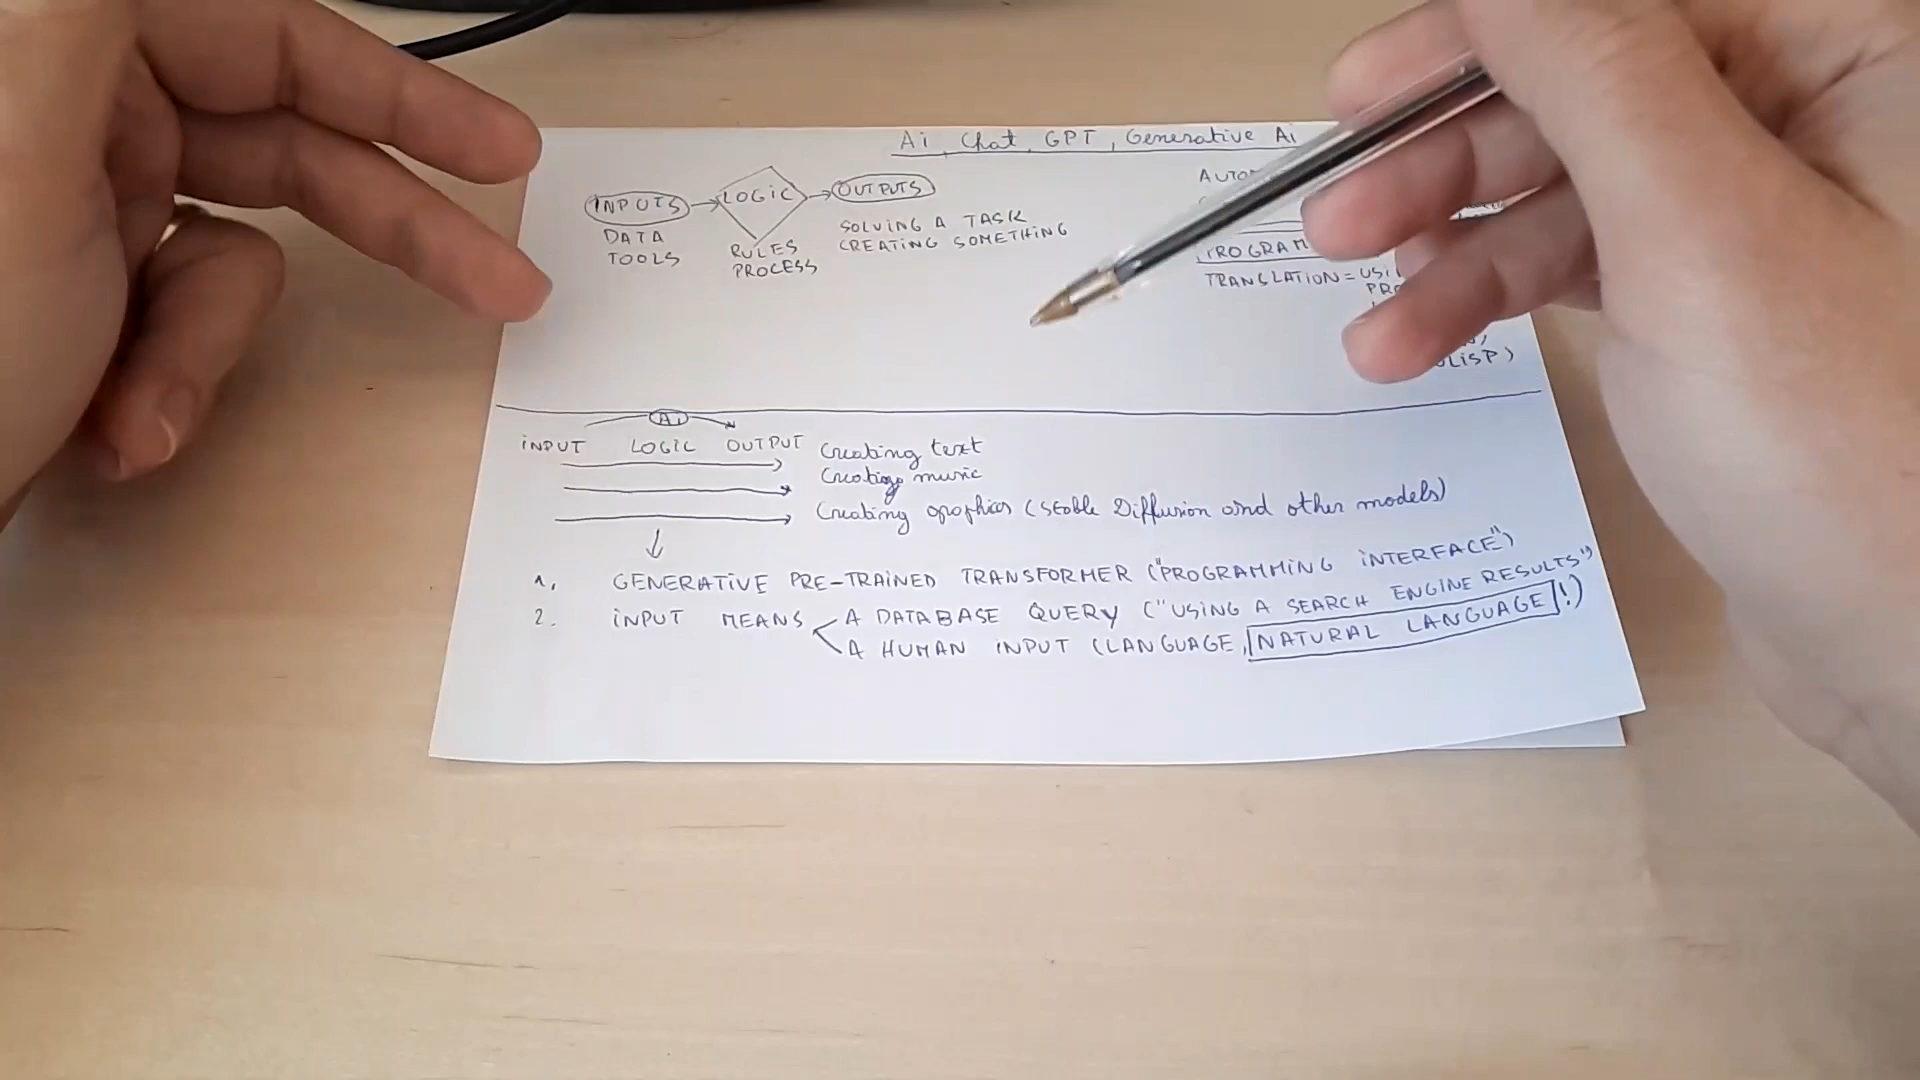 Ai, Chat, GPT, Generative Ai
INPUTS LOGIC OUTPUTS
DATA
TOOLS
RULES
PROCESS
SOLVING A TASK
CREATING SOMETHING
TRANSLATION =
LISP)
Ai
INPUT LOGIC OUTPUT
Creating text
Creating music
Creating graphics (Stable Diffusion and other models)
1. GENERATIVE PRE-TRAINED TRANSFORMER ("PROGRAMMING INTERFACE")
2. INPUT MEANS A DATABASE QUERY ("USING A SEARCH ENGINE RESULTS"
A HUMAN INPUT (LANGUAGE, NATURAL LANGUAGE!)